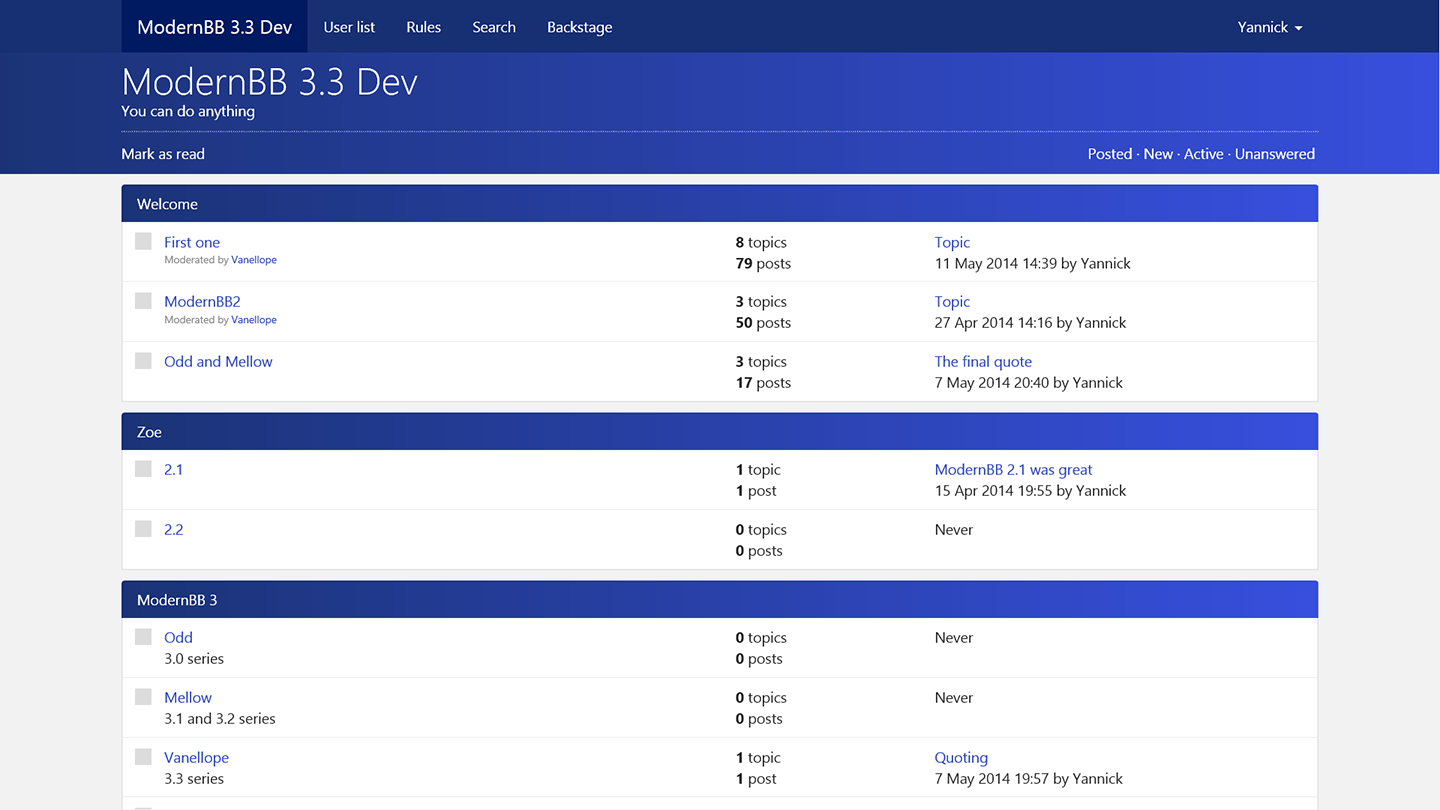 ModernBB 3.3 Dev User list Rules Search Backstage Yannick
ModernBB 3.3 Dev
You can do anything
Mark as read Posted · New · Active · Unanswered
Welcome
First one 8 topics Topic
Moderated by Vanellope 79 posts 11 May 2014 14:39 by Yannick
ModernBB2 3 topics Topic
Moderated by Vanellope 50 posts 27 Apr 2014 14:16 by Yannick
Odd and Mellow 3 topics The final quote
17 posts 7 May 2014 20:40 by Yannick
Zoe
2.1 1 topic ModernBB 2.1 was great
1 post 15 Apr 2014 19:55 by Yannick
2.2 0 topics Never
0 posts
ModernBB 3
Odd 0 topics Never
3.0 series 0 posts
Mellow 0 topics Never
3.1 and 3.2 series 0 posts
Vanellope 1 topic Quoting
3.3 series 1 post 7 May 2014 19:57 by Yannick